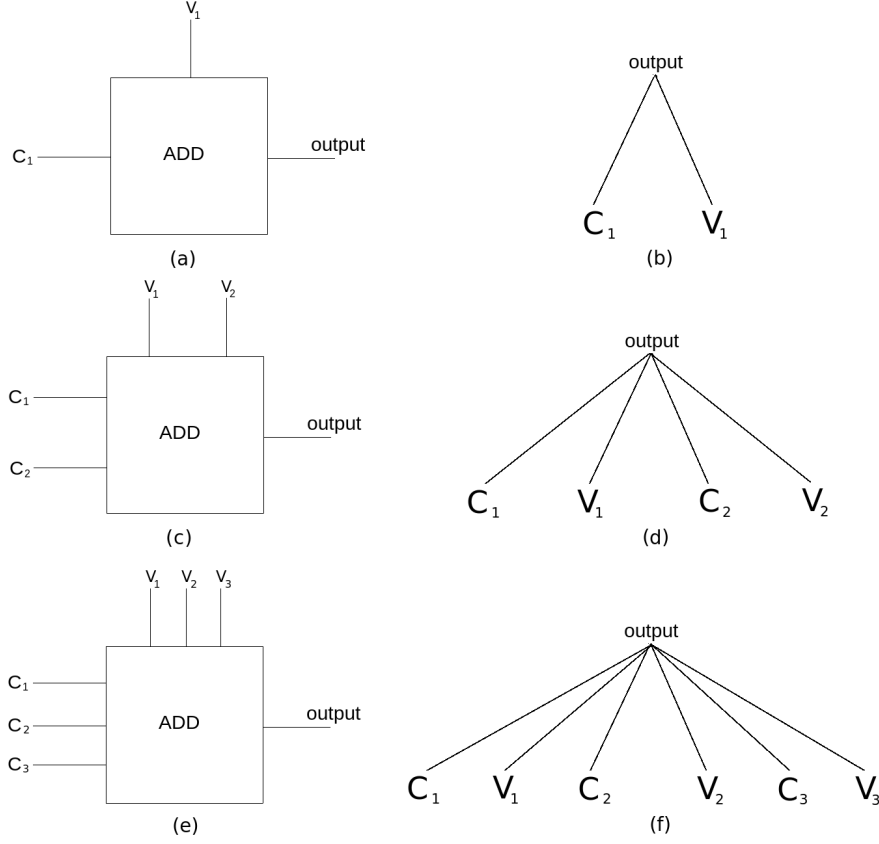 V₁
C₁ ADD output
(a)
output
C₁ V₁
(b)
V₁ V₂
C₁
ADD output
C₂
(c)
output
C₁ V₁ C₂ V₂
(d)
V₁ V₂ V₃
C₁
C₂ ADD output
C₃
(e)
output
C₁ V₁ C₂ V₂ C₃ V₃
(f)